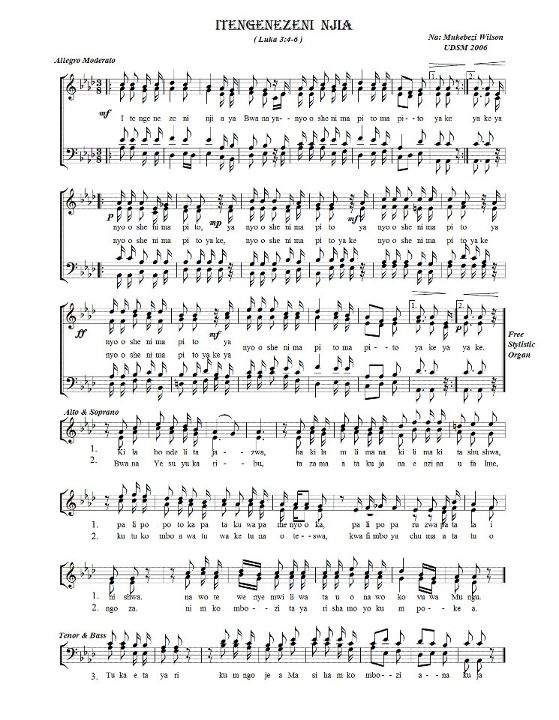 ITENGENEZENI NJIA
( Luka 3:4-6 )
Na: Mukebezi Wilson
UDSM 2006
Allegro Moderato
1. 2.
mf
I te nge ne ze ni nji a ya Bwa na ya- nyo o she ni ma pi to ma pi- to ya ke ya ke ya
p mp mf
nyo o she ni ma pi to, ya nyo o she ni ma pi to ya nyo o she ni ma pi to ya ke
nyo o she ni ma pi to ya ke, nyo o she ni ma pi to ya ke, nyo o she ni ma pi to ya ke
1. 2.
ff mf p
nyo o she ni ma pi to ya
nyo o she ni ma pi to ya ke ya nyo o she ni ma pi to ma pi- to ya ke ya ya ke.
Free
Stylistic
Organ
Alto & Soprano
1. Ki la bo nde li ta ja- zwa, na ki la m li ma na ki li ma ki ta shu shwa,
2. Bwa na Ye su yu ka ri- bu, ta za ma a ta ku ja na e nzi na u fa lme,
1. pa li po po to ka pa ta ku wa pa me nyo o ka, pa li po pa ru zwa pa ta la i
2. ku tu ko mbo a wa tu wa ke tu na o te- swa, kwa fi mbo ya chu ma a ta tu o
1. ni shwa. na wo te we nye mwi li wa ta u o na wo ko vu wa Mu ngu.
2. ngo za. ni m ko mbo- zi ta ya ri sha mo yo ku m po ke a.
Tenor & Bass
3. Tu ka e ta ya ri ku m ngo je a Ma si ha m ko mbo zi a na ku ja